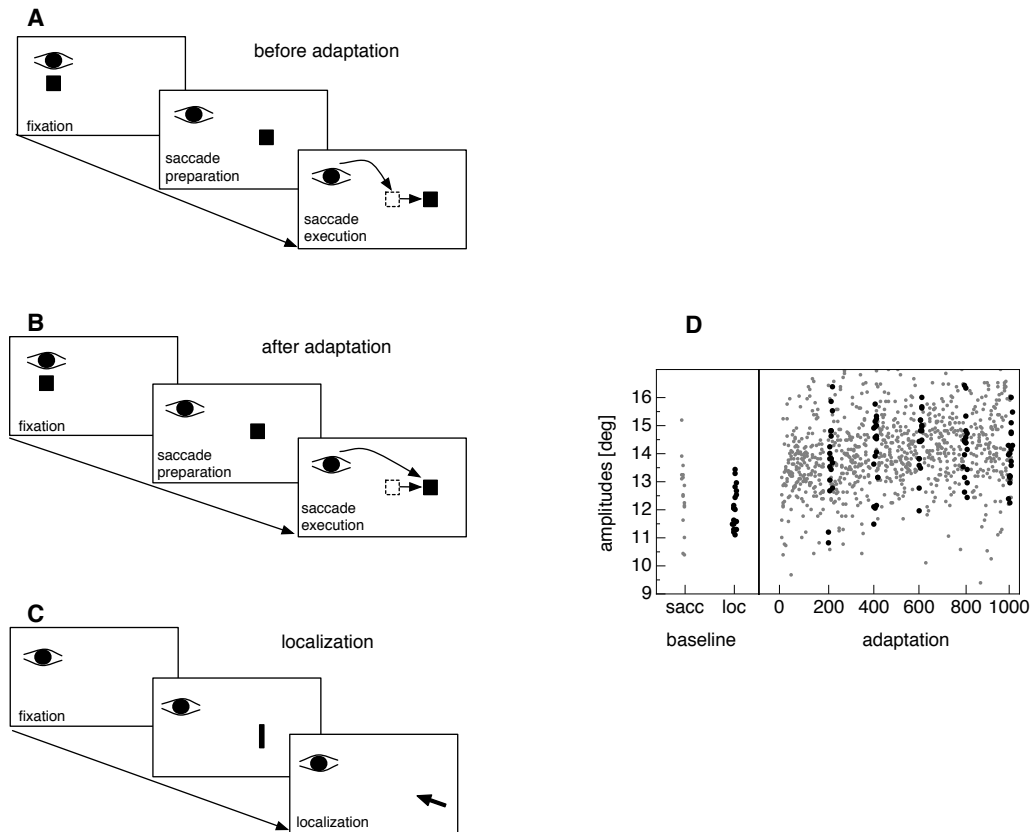 A
before adaptation
fixation
saccade
preparation
saccade
execution
B
after adaptation
fixation
saccade
preparation
saccade
execution
C
localization
fixation
localization
D
amplitudes [deg]
16
15
14
13
12
11
10
9
sacc loc 0 200 400 600 800 1000
baseline adaptation